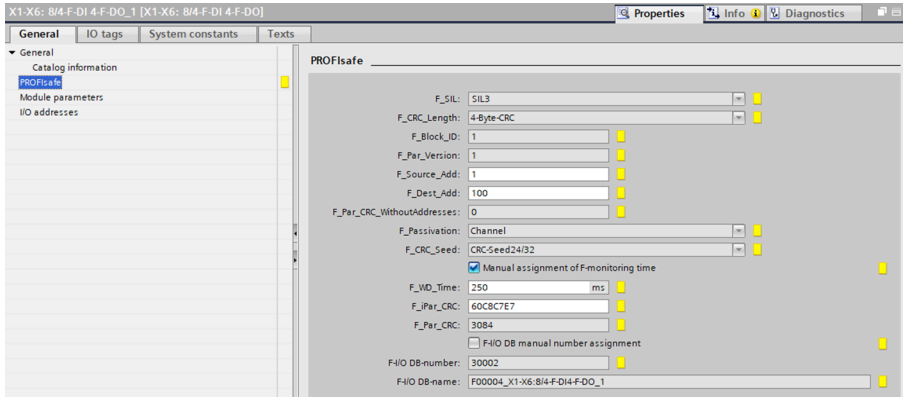 X1-X6: 8/4-F-DI 4-F-DO_1 [X1-X6: 8/4-F-DI 4-F-DO]
Properties Info Diagnostics
General IO tags System constants Texts
General
Catalog information
PROFIsafe
Module parameters
I/O addresses
PROFIsafe
F_SIL: SIL3
F_CRC_Length: 4-Byte-CRC
F_Block_ID: 1
F_Par_Version: 1
F_Source_Add: 1
F_Dest_Add: 100
F_Par_CRC_WithoutAddresses: 0
F_Passivation: Channel
F_CRC_Seed: CRC-Seed24/32
Manual assignment of F-monitoring time
F_WD_Time: 250 ms
F_iPar_CRC: 60C8C7E7
F_Par_CRC: 3084
F-I/O DB manual number assignment
F-I/O DB-number: 30002
F-I/O DB-name: F00004_X1-X6:8/4-F-DI4-F-DO_1